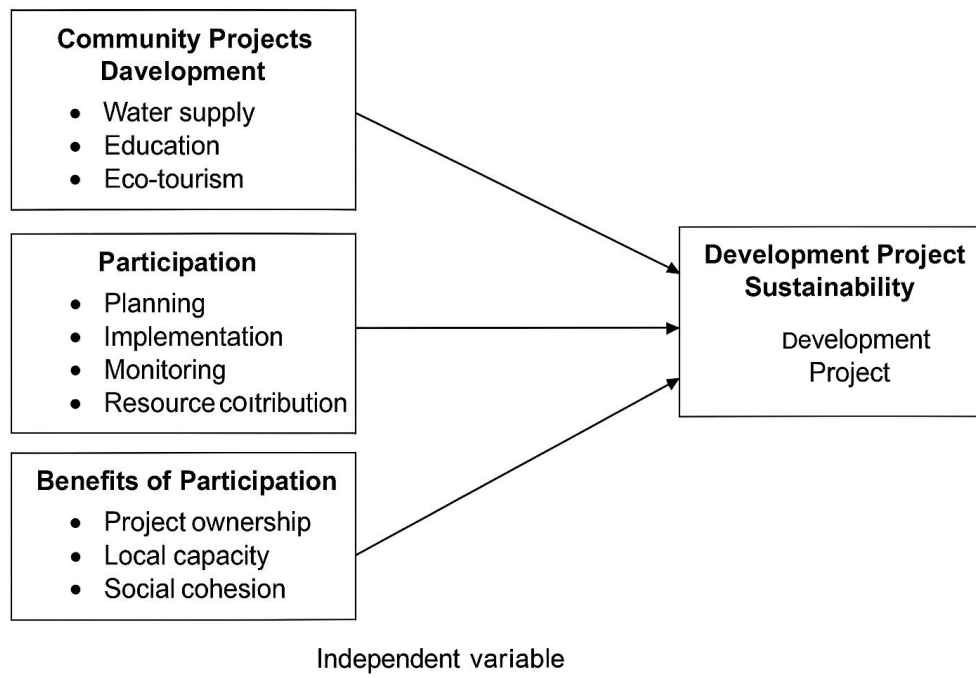 Community Projects
Davelopment
• Water supply
• Education
• Eco-tourism
Participation
• Planning
• Implementation
• Monitoring
• Resource coıtribution
Benefits of Participation
• Project ownership
• Local capacity
• Social cohesion
Development Project
Sustainability
Development
Project
Independent variable